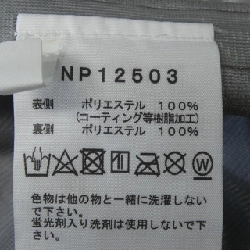 NP12503
表側 ポリエステル 100%
(コーティング等樹脂加工)
裏側 ポリエステル 100%
W
色物は他の物と一緒に洗濯しない
で下さい。
蛍光剤入り洗剤は使用しないで下
さい。